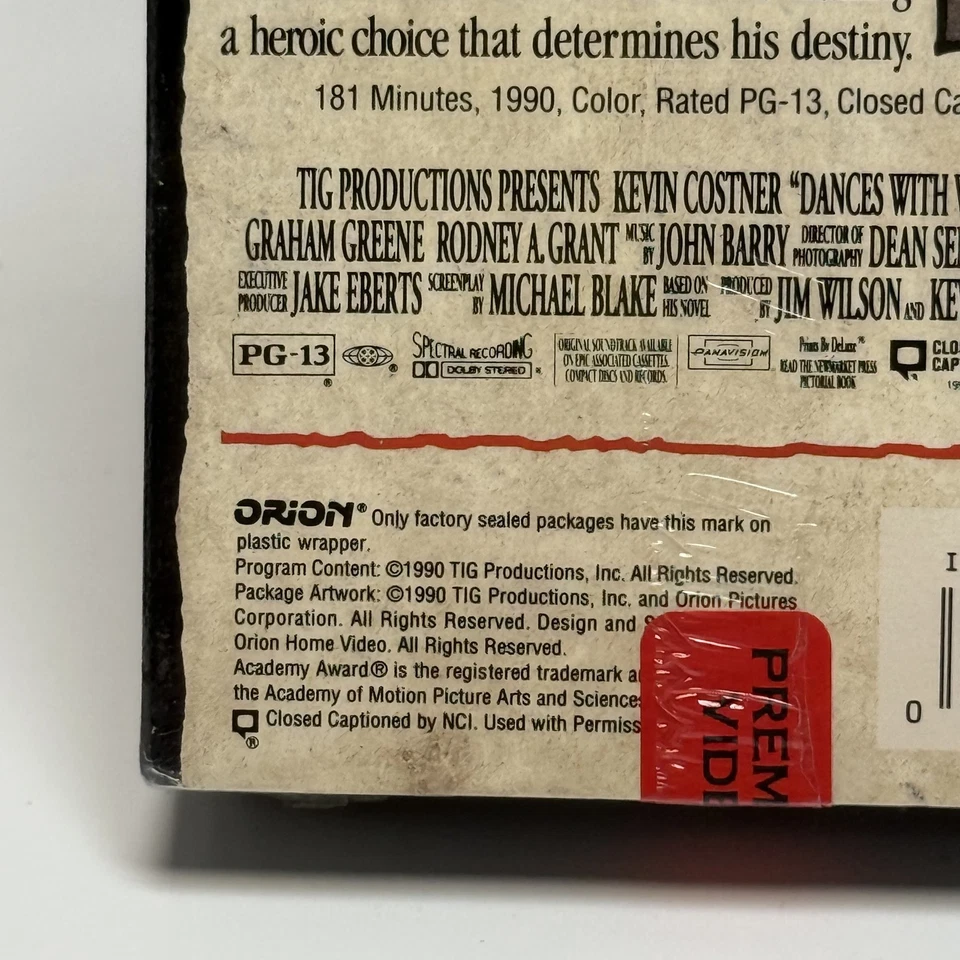 a heroic choice that determines his destiny.
181 Minutes, 1990, Color, Rated PG-13, Closed Ca
TIG PRODUCTIONS PRESENTS KEVIN COSTNER “DANCES WITH
GRAHAM GREENE RODNEY A. GRANT MUSIC BY JOHN BARRY DIRECTOR OF PHOTOGRAPHY DEAN SE
EXECUTIVE PRODUCER JAKE EBERTS SCREENPLAY BY MICHAEL BLAKE BASED ON HIS NOVEL PRODUCED BY JIM WILSON AND KE
PG-13 ®
®
SPECTRAL RECORDING
DOLBY STEREO ®
ORIGINAL SOUNDTRACK AVAILABLE
ON EPIC ASSOCIATED CASSETTES,
COMPACT DISCS AND RECORDS.
PANAVISION®
Prints By DeLuxe®
READ THE NEWMARKET PRESS
PICTORIAL BOOK
CLO
CAP
19
ORION® Only factory sealed packages have this mark on
plastic wrapper.
Program Content: ©1990 TIG Productions, Inc. All Rights Reserved.
Package Artwork: ©1990 TIG Productions, Inc. and Orion Pictures
Corporation. All Rights Reserved. Design and S
Orion Home Video. All Rights Reserved.
Academy Award® is the registered trademark a
the Academy of Motion Picture Arts and Science
Closed Captioned by NCI. Used with Permiss
®
PREM
VIDE
I
0